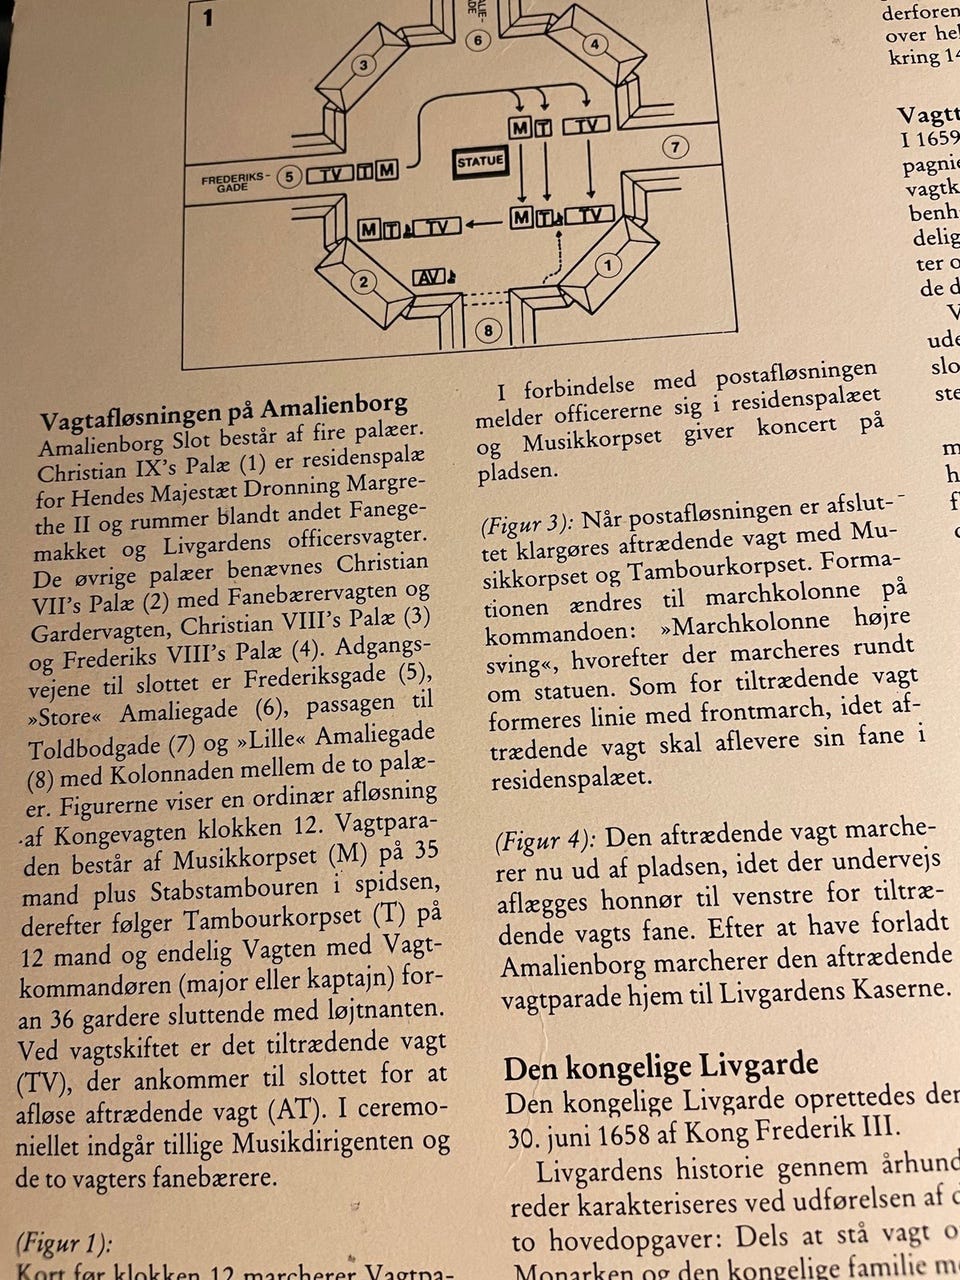 1
ALIE-
GADE
6
3
4
M T TV
7
FREDERIKS-
GADE
5
TV T M
STATUE
M T TV
M T TV
2
AV
1
8
Vagtafløsningen på Amalienborg
Amalienborg Slot består af fire palæer.
Christian IX's Palæ (1) er residenspalæ
for Hendes Majestæt Dronning Margre-
the II og rummer blandt andet Fanege-
makket og Livgardens officersvagter.
De øvrige palæer benævnes Christian
VII's Palæ (2) med Fanebærervagten og
Gardervagten, Christian VIII's Palæ (3)
og Frederiks VIII's Palæ (4). Adgangs-
vejene til slottet er Frederiksgade (5),
»Store« Amaliegade (6), passagen til
Toldbodgade (7) og »Lille« Amaliegade
(8) med Kolonnaden mellem de to palæ-
er. Figurerne viser en ordinær afløsning
af Kongevagten klokken 12. Vagtpara-
den består af Musikkorpset (M) på 35
mand plus Stabstambouren i spidsen,
derefter følger Tambourkorpset (T) på
12 mand og endelig Vagten med Vagt-
kommandøren (major eller kaptajn) for-
an 36 gardere sluttende med løjtnanten.
Ved vagtskiftet er det tiltrædende vagt
(TV), der ankommer til slottet for at
afløse aftrædende vagt (AT). I ceremo-
niellet indgår tillige Musikdirigenten og
de to vagters fanebærere.
(Figur 1):
Kort før klokken 12 marcherer Vagtpa-
I forbindelse med postafløsningen
melder officererne sig i residenspalæet
og Musikkorpset giver koncert på
pladsen.
(Figur 3): Når postafløsningen er afslut-
tet klargøres aftrædende vagt med Mu-
sikkorpset og Tambourkorpset. Forma-
tionen ændres til marchkolonne på
kommandoen: »Marchkolonne højre
sving«, hvorefter der marcheres rundt
om statuen. Som for tiltrædende vagt
formeres linie med frontmarch, idet af-
trædende vagt skal aflevere sin fane i
residenspalæet.
(Figur 4): Den aftrædende vagt marche-
rer nu ud af pladsen, idet der undervejs
aflægges honnør til venstre for tiltræ-
dende vagts fane. Efter at have forladt
Amalienborg marcherer den aftrædende
vagtparade hjem til Livgardens Kaserne.
Den kongelige Livgarde
Den kongelige Livgarde oprettedes den
30. juni 1658 af Kong Frederik III.
Livgardens historie gennem århund
reder karakteriseres ved udførelsen af
to hovedopgaver: Dels at stå vagt
Monarken og den kongelige familie
derforen
over hel
kring 14
Vagtt
I 1659
pagnie
vagtk
benh
delig
ter o
de d
V
ude
slo
ste
m
h
f